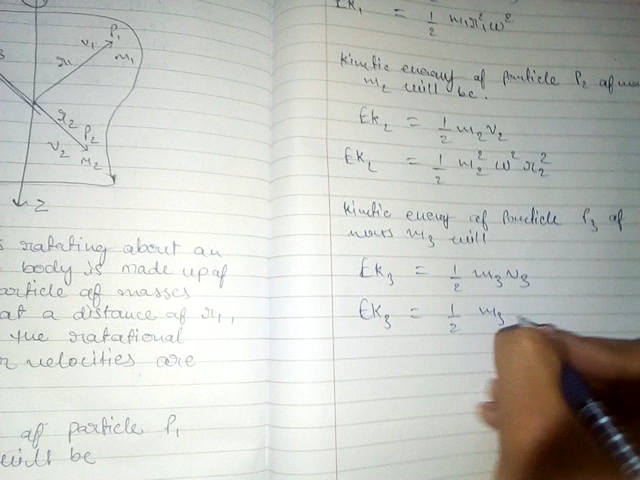 P₁
v₁
m₁
r₁
r₂
P₂
v₂
M₂
Z
rotating about an
body is made up of
particle of masses
at a distance of r₁,
the rotational
velocities are
of particle P₁
will be
Ek₁ = 1/2 m₁r₁²ω²
Kinetic energy of particle P₂ of
m₂ will be.
Ek₂ = 1/2 m₂v₂
Ek₂ = 1/2 m₂² ω² r₂²
Kinetic energy of particle P₃ of
mass m₃ will
Ek₃ = 1/2 m₃v₃
Ek₃ = 1/2 m₃